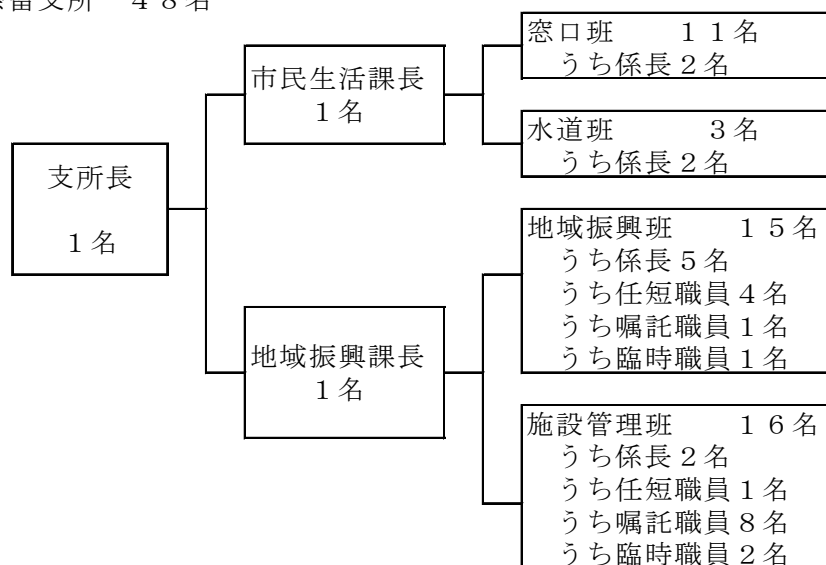 支所 48名
支所長
1名
市民生活課長
1名
地域振興課長
1名
窓口班 11名
うち係長2名
水道班 3名
うち係長2名
地域振興班 15名
うち係長5名
うち任短職員4名
うち嘱託職員1名
うち臨時職員1名
施設管理班 16名
うち係長2名
うち任短職員1名
うち嘱託職員8名
うち臨時職員2名